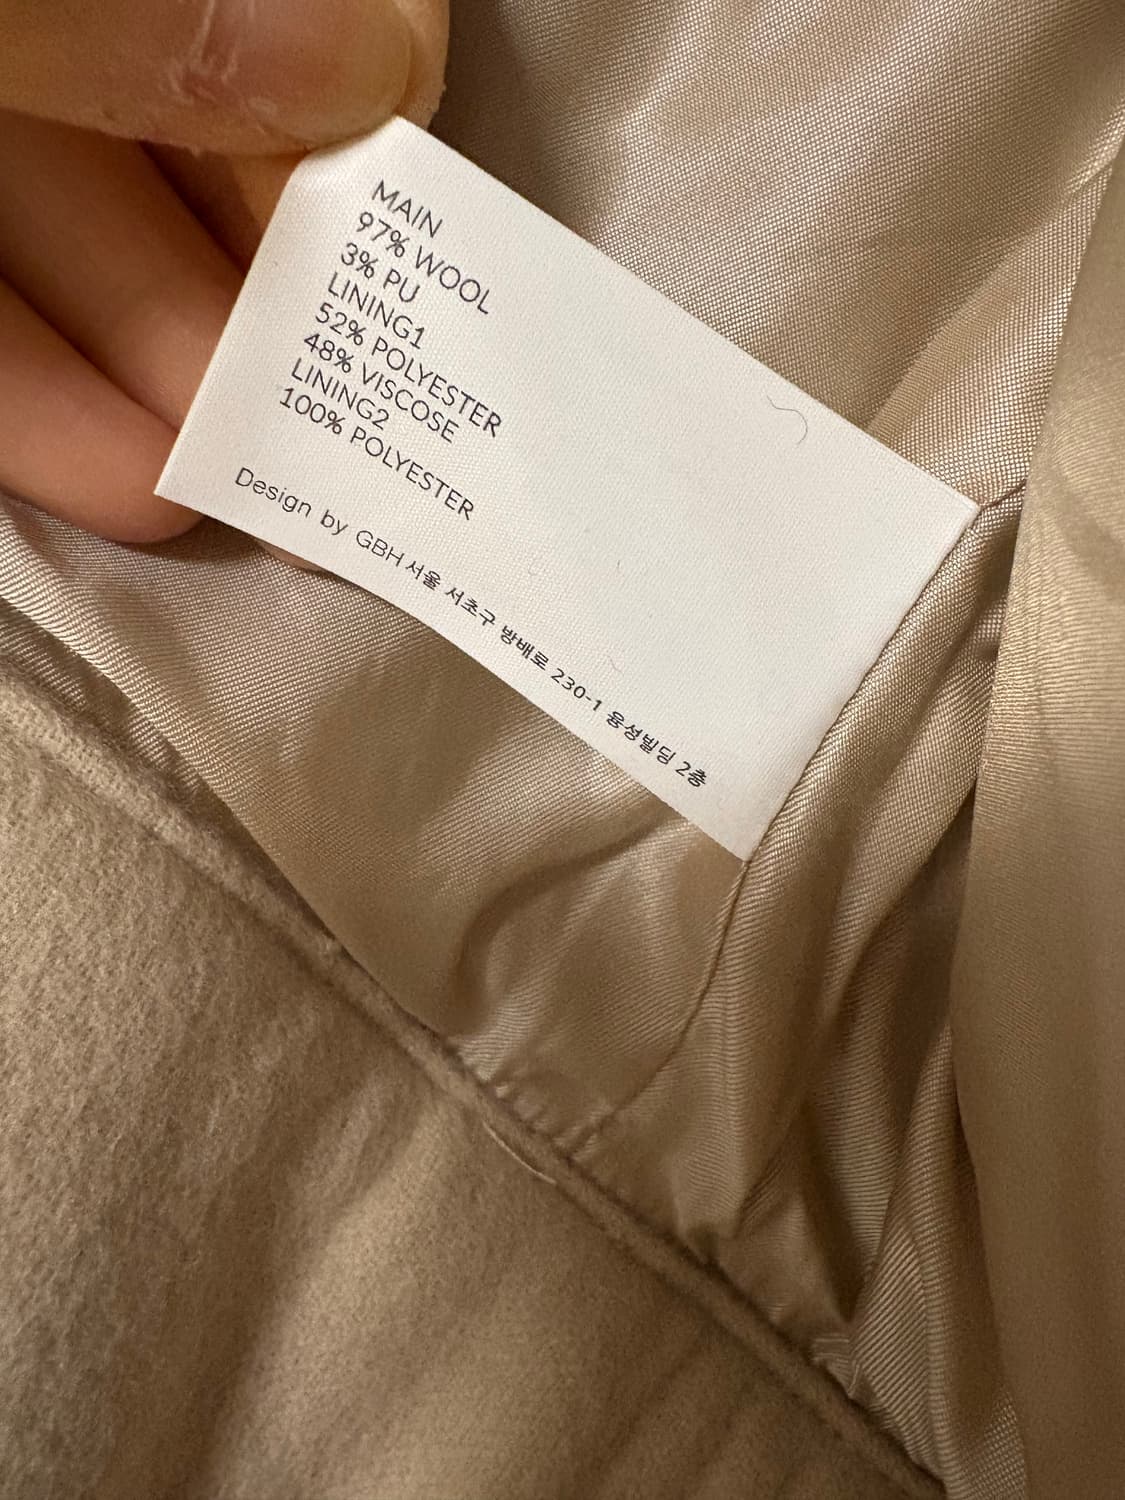 MAIN
97% WOOL
3% PU
LINING1
52% POLYESTER
48% VISCOSE
LINING2
100% POLYESTER
Design by GBH 서울 서초구 방배로 230-1 융성빌딩 2층